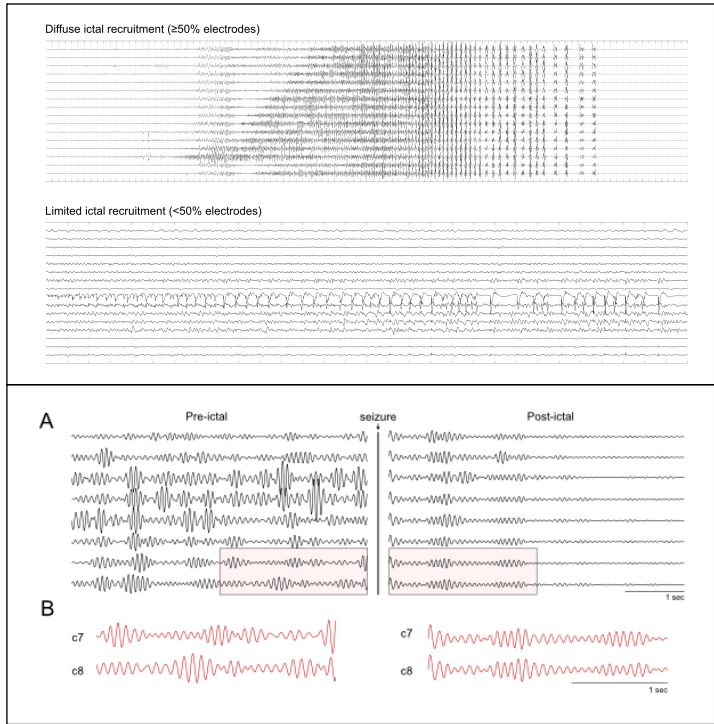 Diffuse ictal recruitment (≥50% electrodes)
Limited ictal recruitment (<50% electrodes)
A
Pre-ictal
seizure
Post-ictal
1 sec
B
c7
c8
c7
c8
1 sec